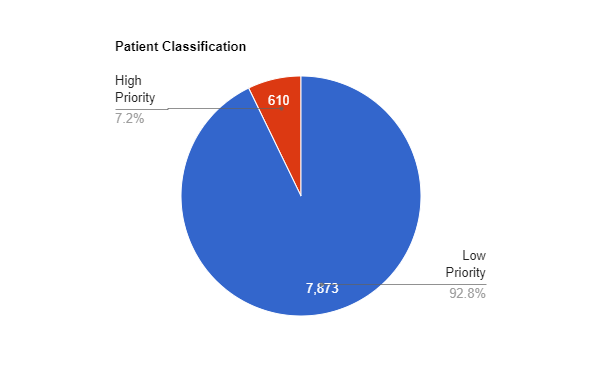 Patient Classification
High
Priority
7.2%
610
7,873
Low
Priority
92.8%